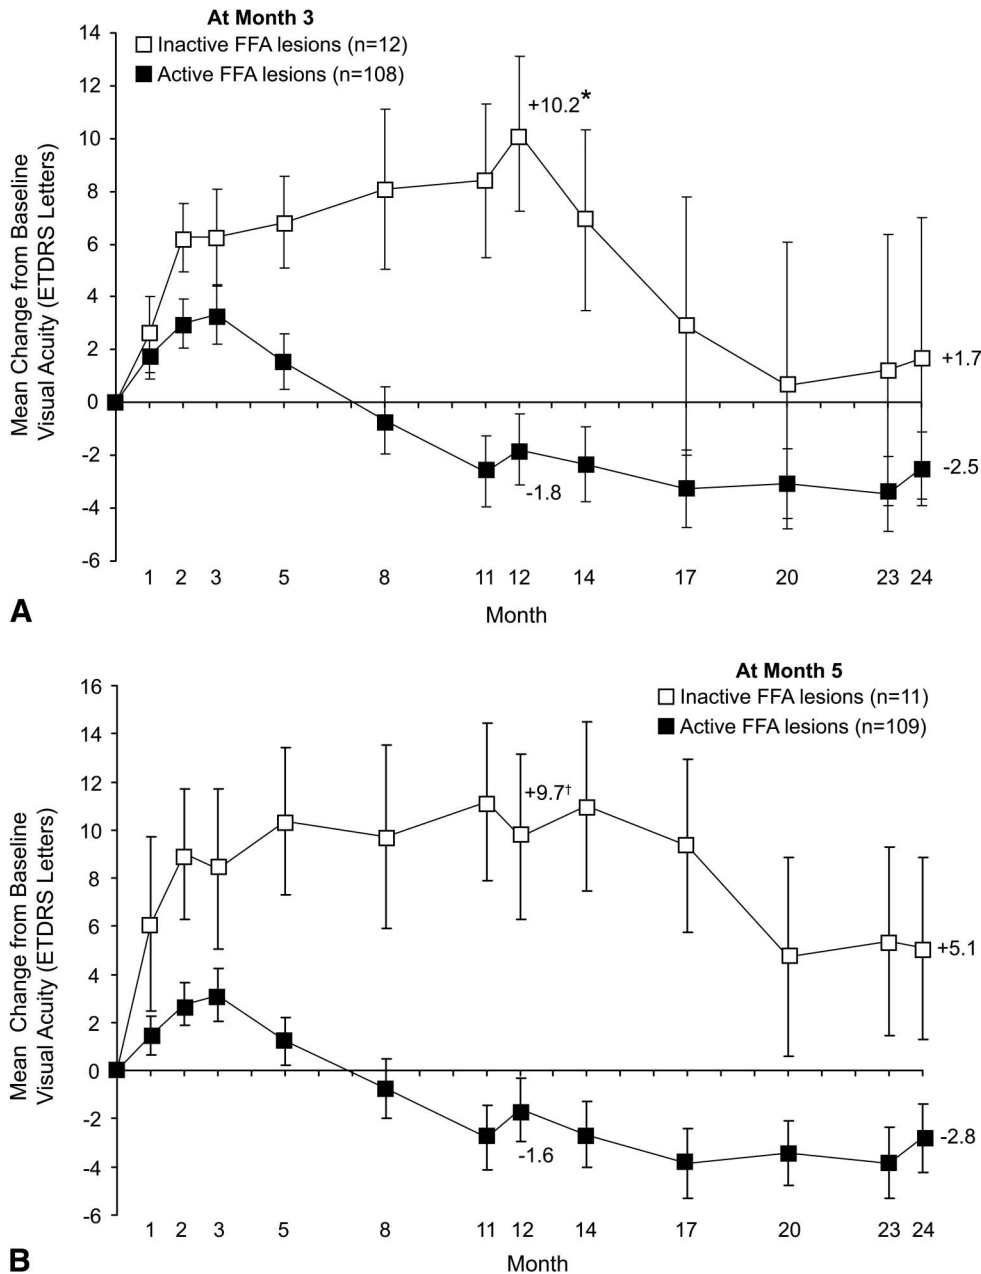 At Month 3
Inactive FFA lesions (n=12)
Active FFA lesions (n=108)
Mean Change from Baseline
Visual Acuity (ETDRS Letters)
14
12
10
8
6
4
2
0
-2
-4
-6
+10.2*
-1.8
+1.7
-2.5
1 2 3 5 8 11 12 14 17 20 23 24
Month
A
At Month 5
Inactive FFA lesions (n=11)
Active FFA lesions (n=109)
Mean Change from Baseline
Visual Acuity (ETDRS Letters)
16
14
12
10
8
6
4
2
0
-2
-4
-6
+9.7†
-1.6
+5.1
-2.8
1 2 3 5 8 11 12 14 17 20 23 24
Month
B